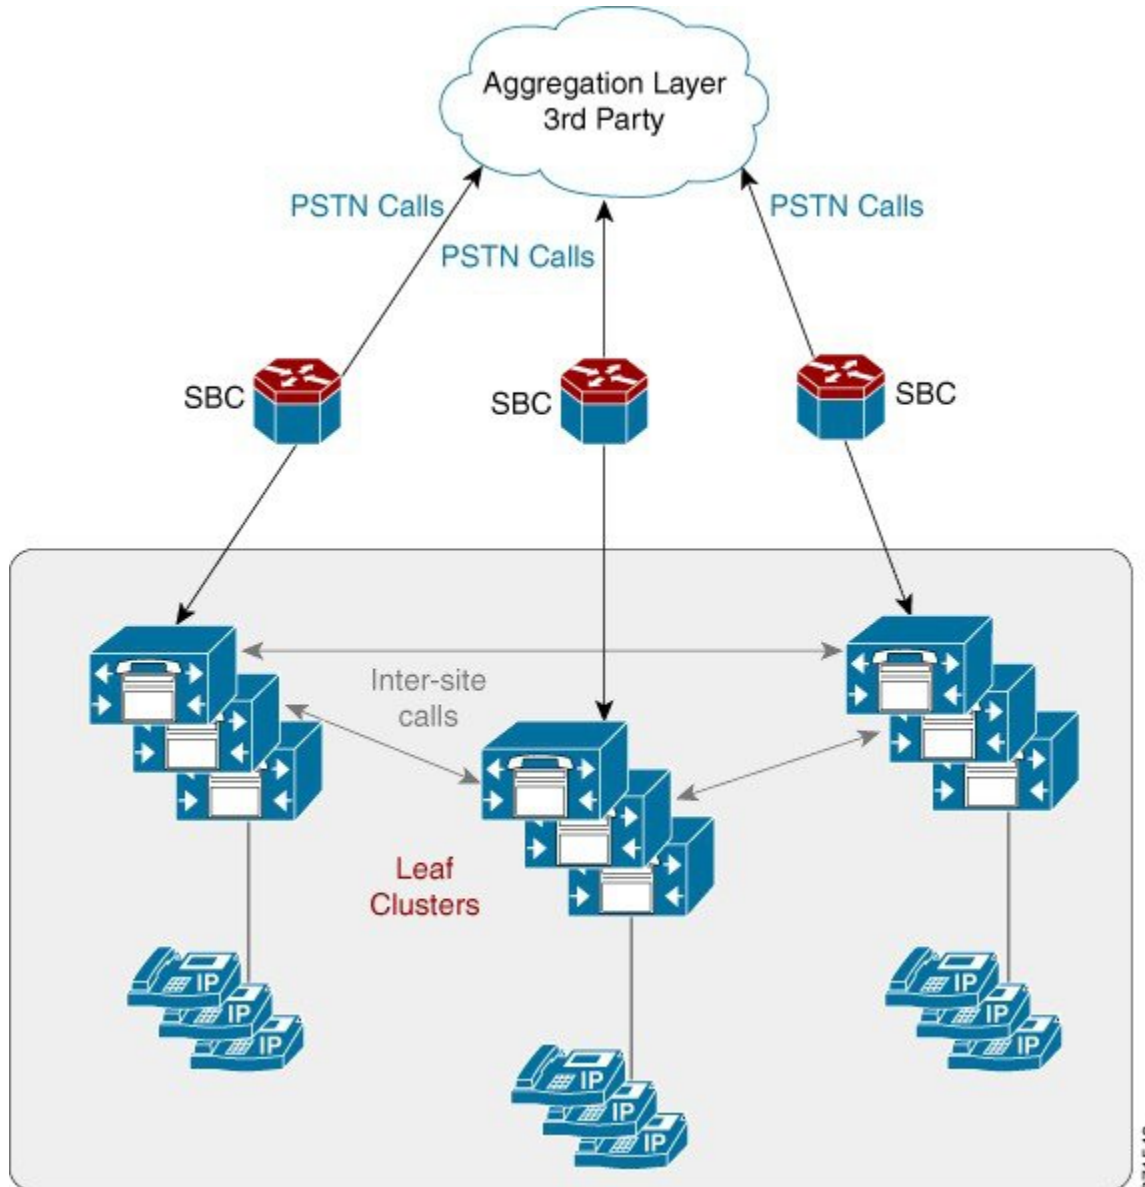 Aggregation Layer
3rd Party
PSTN Calls
PSTN Calls
PSTN Calls
SBC
SBC
SBC
Inter-site
calls
Leaf
Clusters
IP
IP
IP
IP
IP
IP
IP
IP
IP